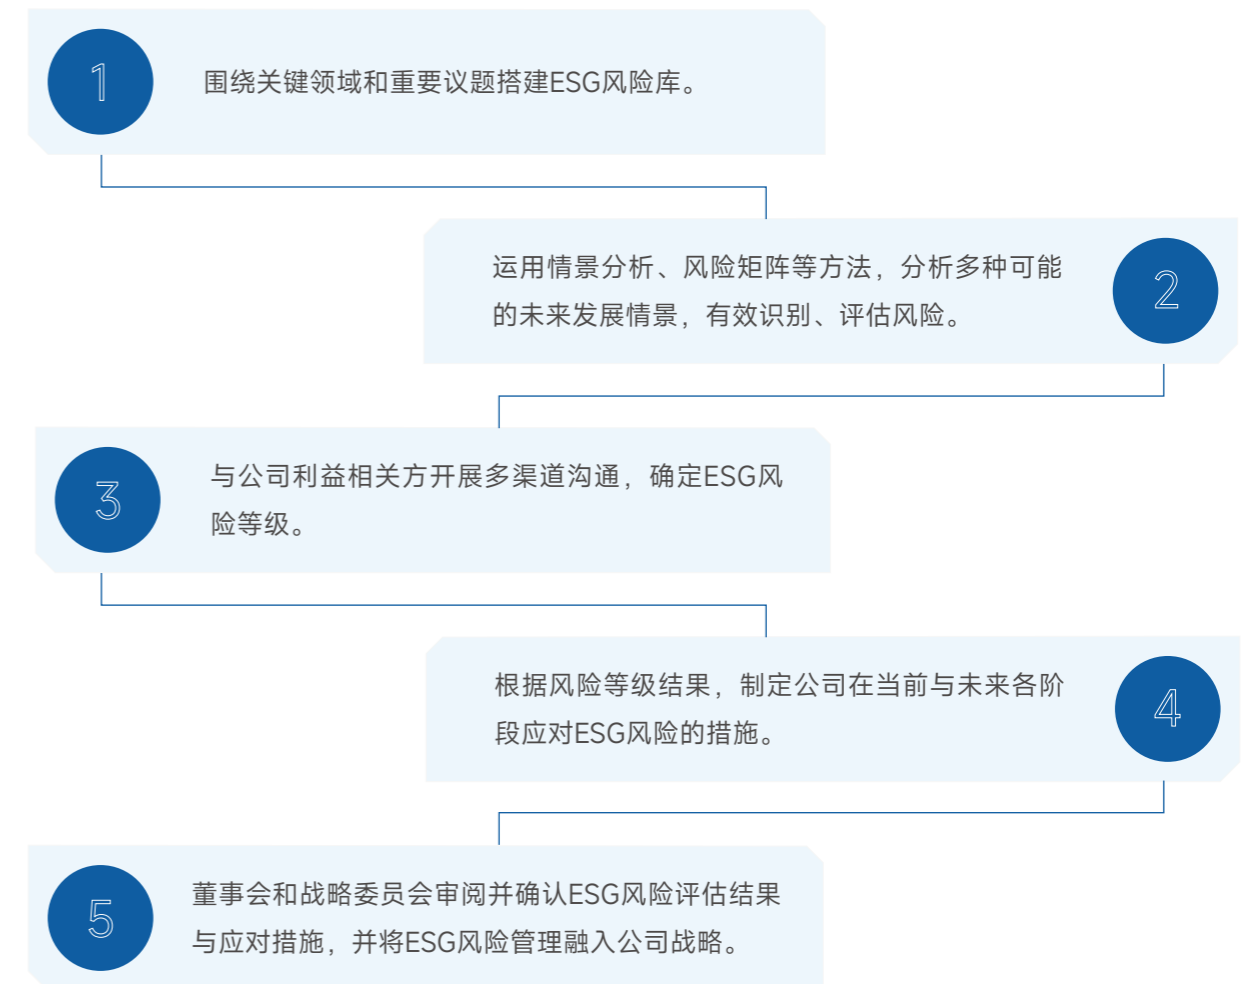 1
围绕关键领域和重要议题搭建ESG风险库。
运用情景分析、风险矩阵等方法，分析多种可能
的未来发展情景，有效识别、评估风险。
2
3
与公司利益相关方开展多渠道沟通，确定ESG风
险等级。
根据风险等级结果，制定公司在当前与未来各阶
段应对ESG风险的措施。
4
5
董事会和战略委员会审阅并确认ESG风险评估结果
与应对措施，并将ESG风险管理融入公司战略。